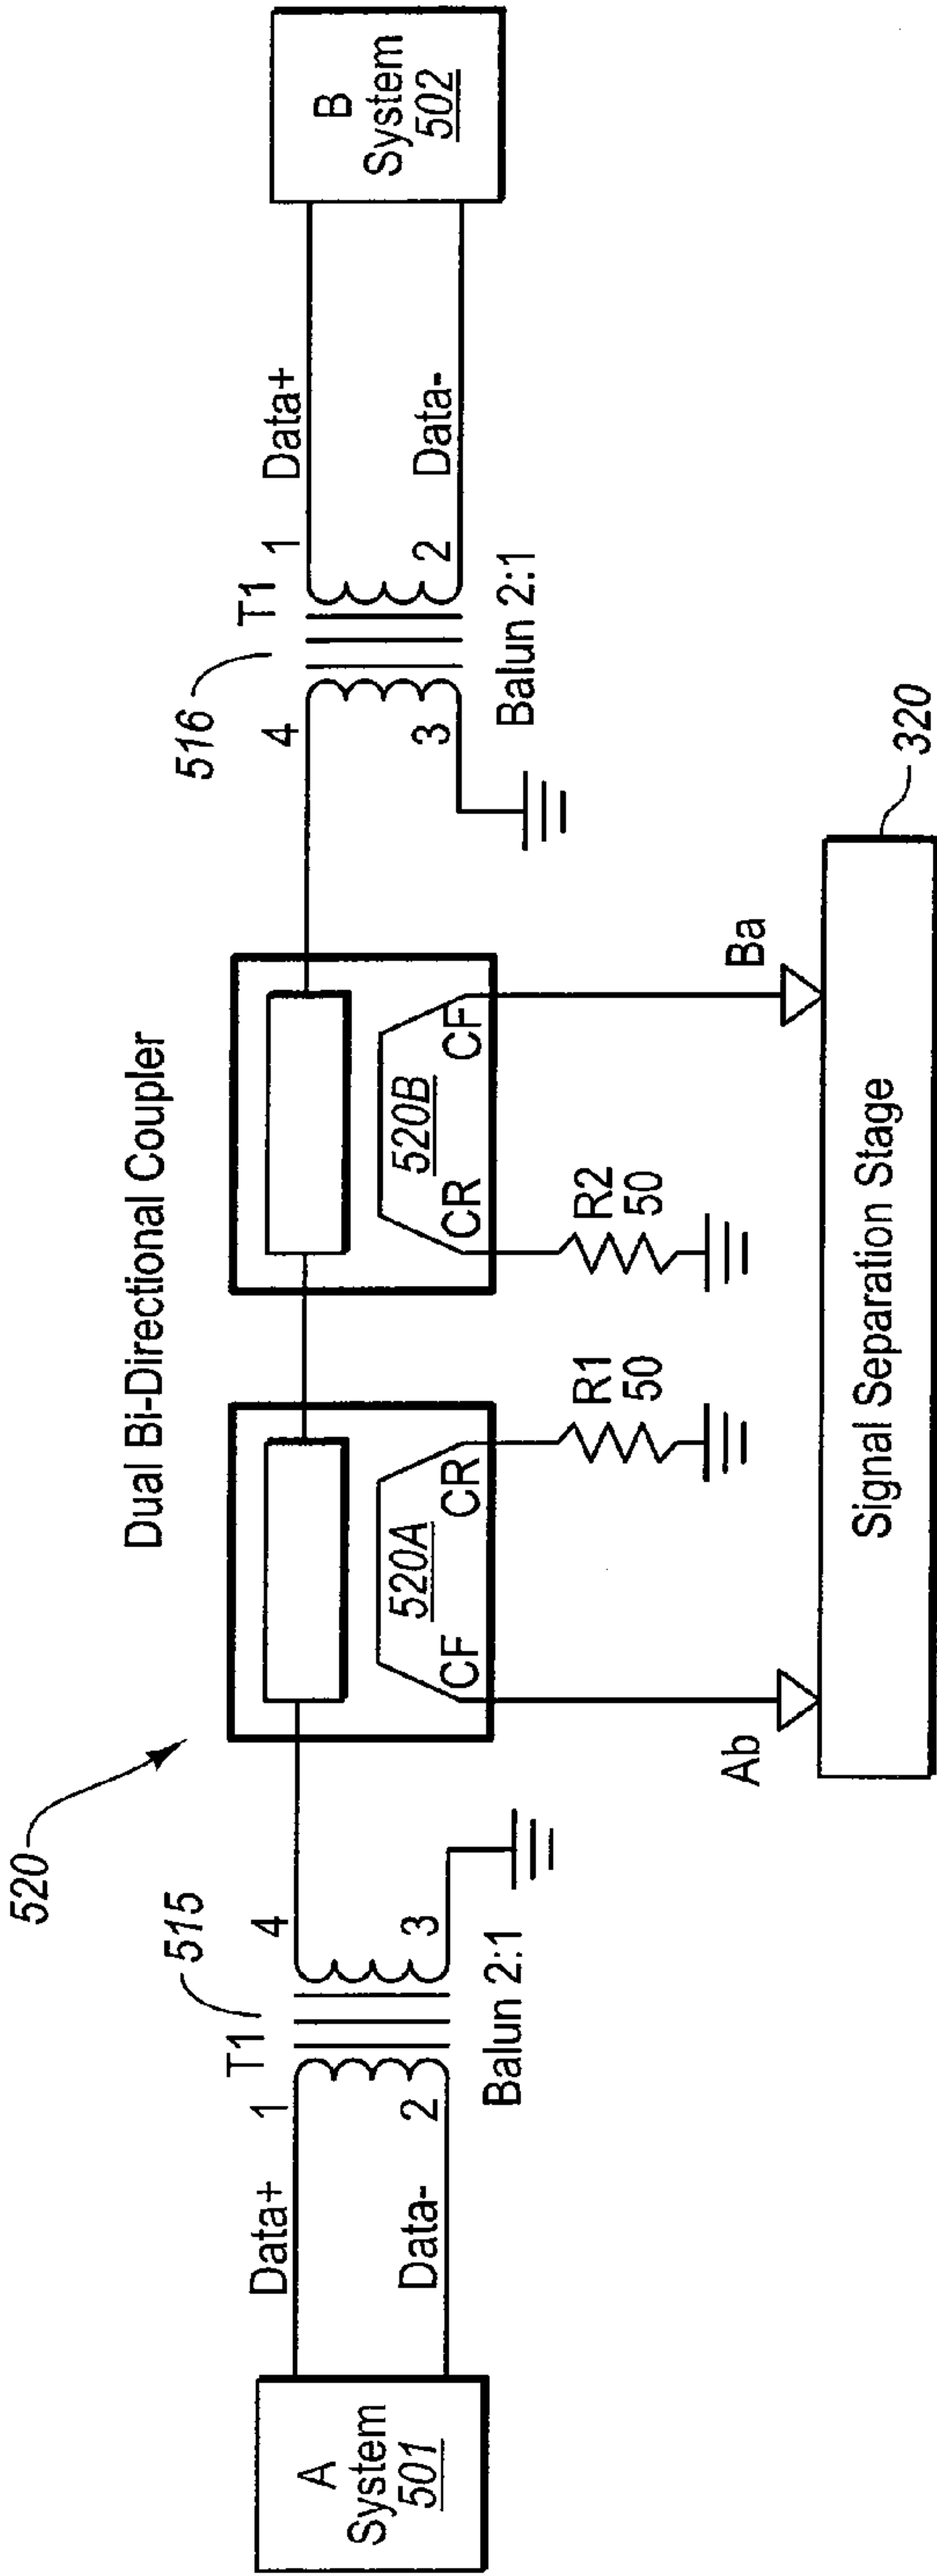 520
Dual Bi-Directional Coupler
515
T1
516
T1
A
System
501
Data+
Data-
1
2
4
3
Balun 2:1
520A
CF
CR
520B
CR
CF
R1
50
R2
50
4
3
1
2
Balun 2:1
Data+
Data-
B
System
502
Ab
Ba
Signal Separation Stage
320